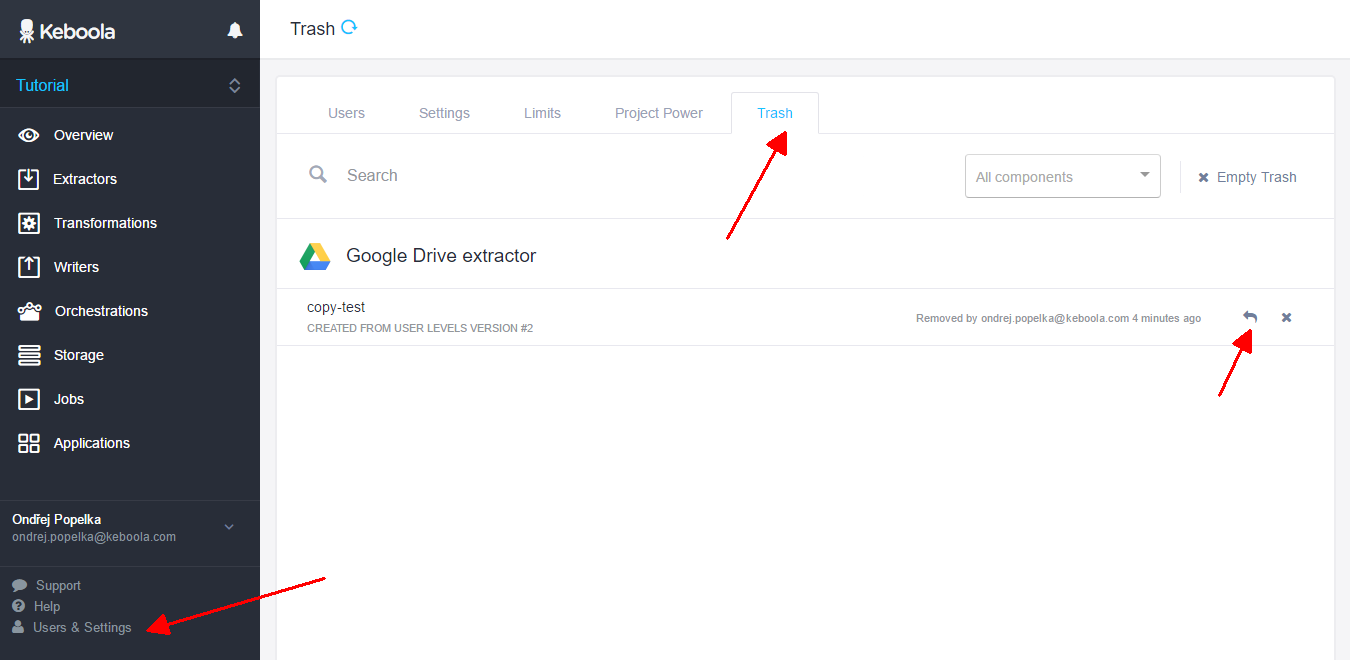 Keboola
Tutorial
Overview
Extractors
Transformations
Writers
Orchestrations
Storage
Jobs
Applications
Ondřej Popelka
ondrej.popelka@keboola.com
Support
Help
Users & Settings
Trash
Users Settings Limits Project Power Trash
Search All components Empty Trash
Google Drive extractor
copy-test
CREATED FROM USER LEVELS VERSION #2
Removed by ondrej.popelka@keboola.com 4 minutes ago